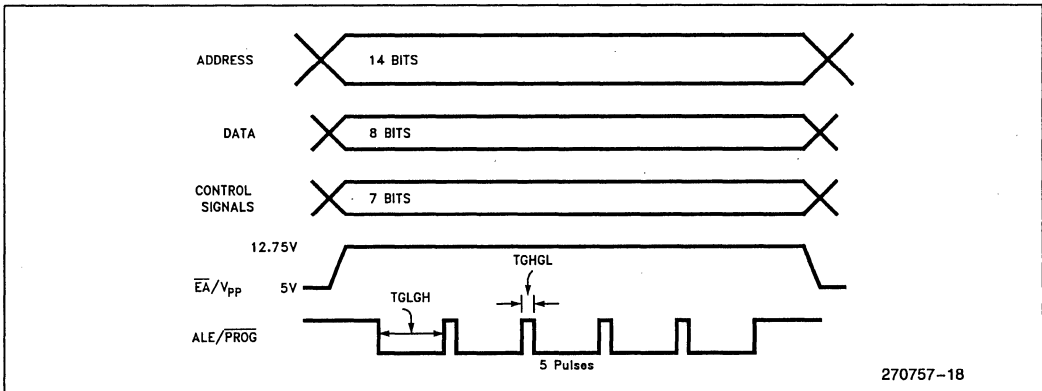 ADDRESS
14 BITS
DATA
8 BITS
CONTROL
SIGNALS
7 BITS
12.75V
EA/VPP
5V
TGHGL
TGLGH
ALE/PROG
5 Pulses
270757-18